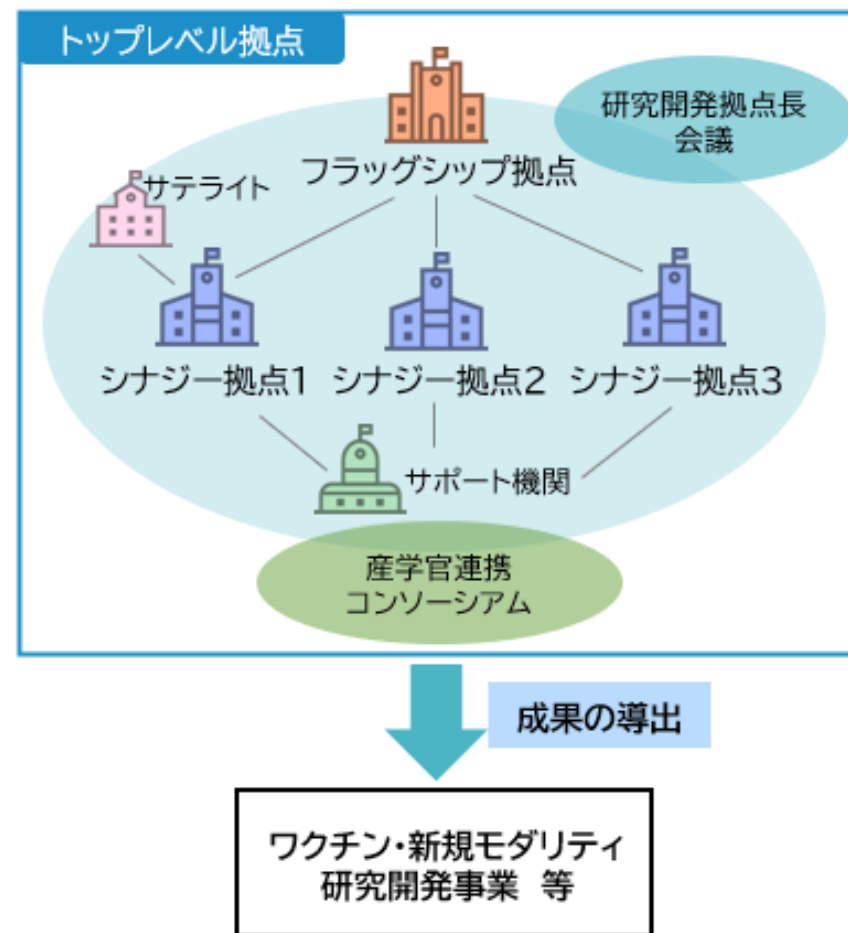 トップレベル拠点
研究開発拠点長
会議
フラッグシップ拠点
サテライト
シナジー拠点1
シナジー拠点2
シナジー拠点3
サポート機関
産学官連携
コンソーシアム
成果の導出
ワクチン・新規モダリティ
研究開発事業 等